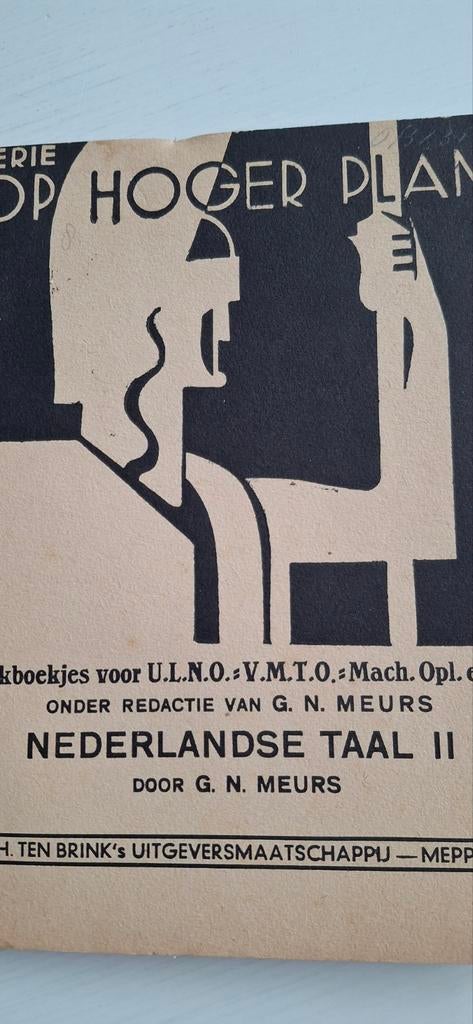 ERIE
OP HOGER PLAN
kboekjes voor U.L.N.O.:V.M.T.O.:Mach. Opl. e
ONDER REDACTIE VAN G. N. MEURS
NEDERLANDSE TAAL II
DOOR G. N. MEURS
H. TEN BRINK's UITGEVERSMAATSCHAPPIJ — MEPP